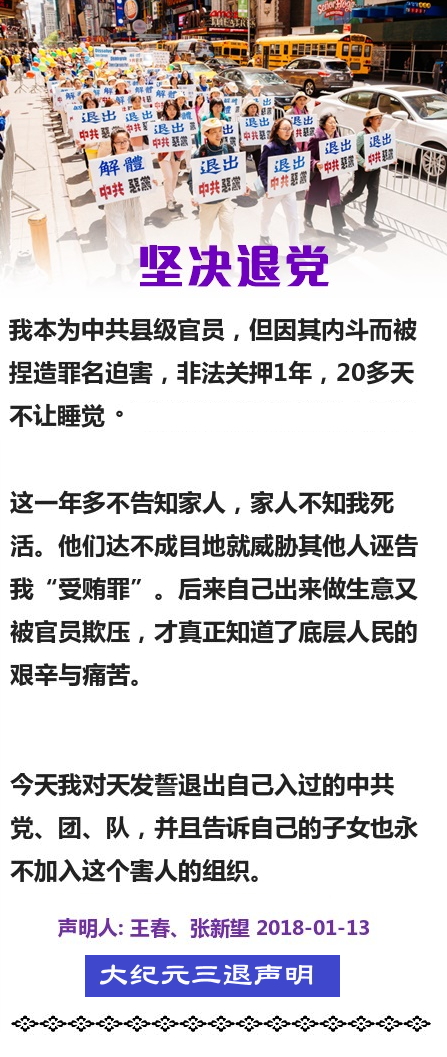 解體
中共惡黨
退出
中共惡黨
退出
中共惡黨
退出
中共惡黨
退出
中共惡黨
坚决退党
我本为中共县级官员，但因其内斗而被
捏造罪名迫害，非法关押1年，20多天
不让睡觉。
这一年多不告知家人，家人不知我死
活。他们达不成目地就威胁其他人诬告
我“受贿罪”。后来自己出来做生意又
被官员欺压，才真正知道了底层人民的
艰辛与痛苦。
今天我对天发誓退出自己入过的中共
党、团、队，并且告诉自己的子女也永
不加入这个害人的组织。
声明人: 王春、张新望 2018-01-13
大纪元三退声明